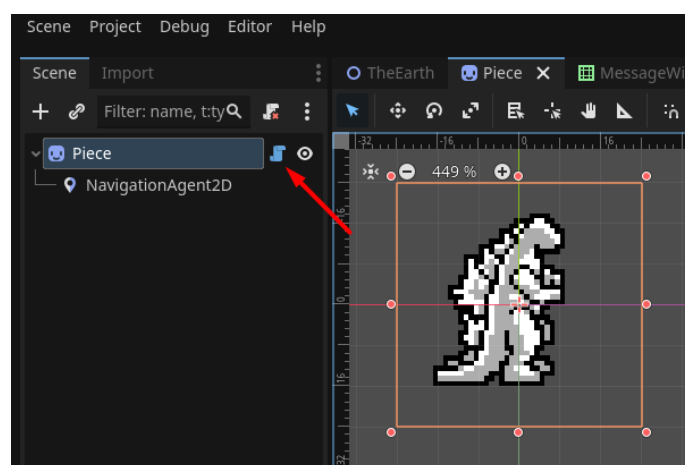 Scene Project Debug Editor Help
Scene Import
TheEarth Piece MessageWi
Filter: name, t:ty
-32 -16 0 16
Piece
449 %
NavigationAgent2D
16
0
16
32